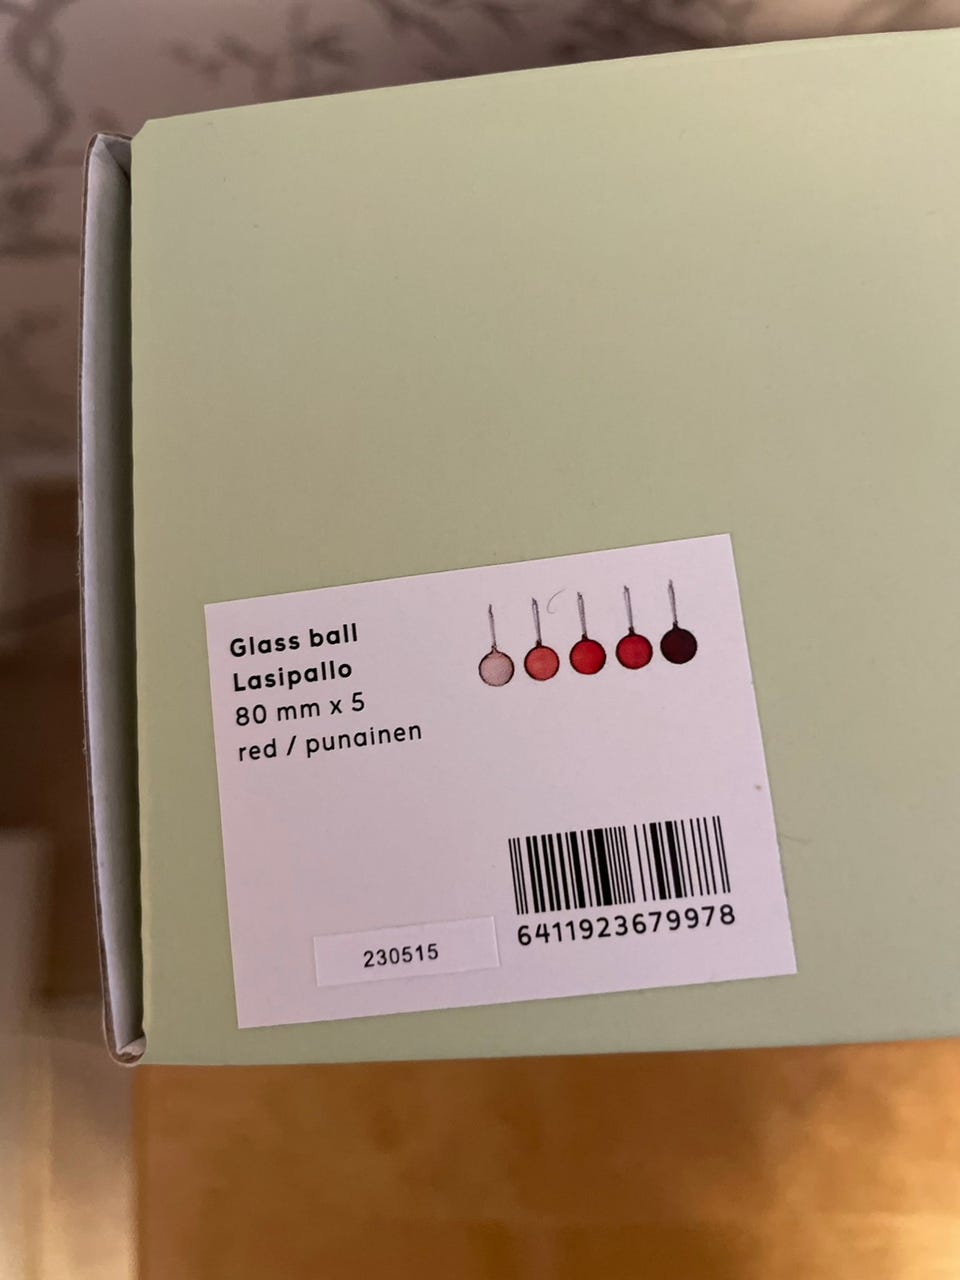 Glass ball
Lasipallo
80 mm x 5
red / punainen
6411923679978
230515